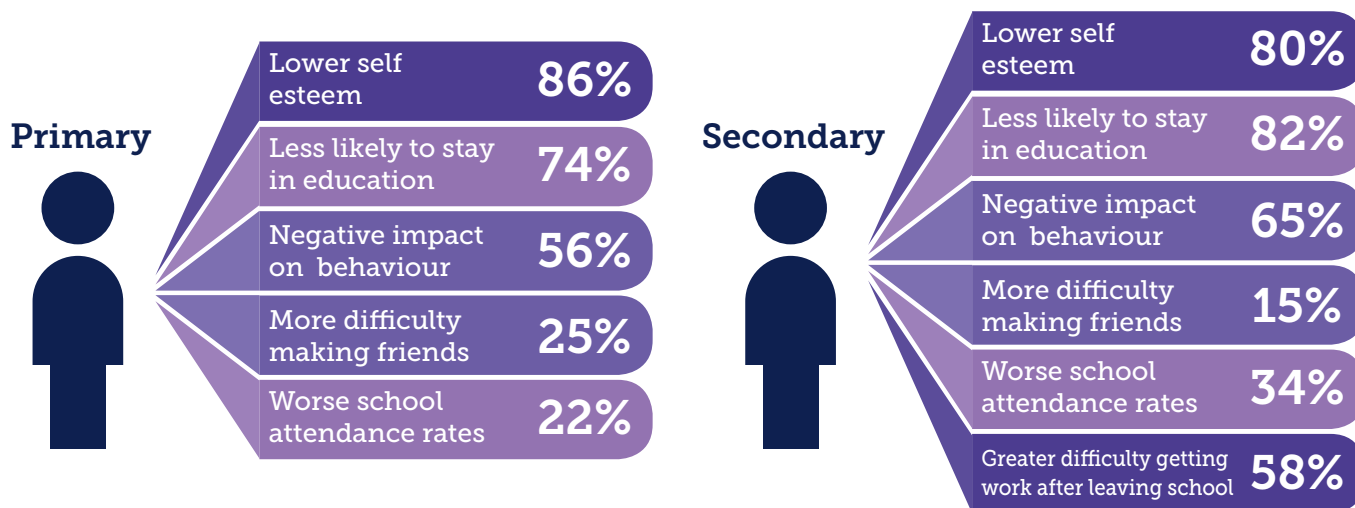 Primary
Lower self
esteem
86%
Less likely to stay
in education
74%
Negative impact
on behaviour
56%
More difficulty
making friends
25%
Worse school
attendance rates
22%
Secondary
Lower self
esteem
80%
Less likely to stay
in education
82%
Negative impact
on behaviour
65%
More difficulty
making friends
15%
Worse school
attendance rates
34%
Greater difficulty getting
work after leaving school
58%